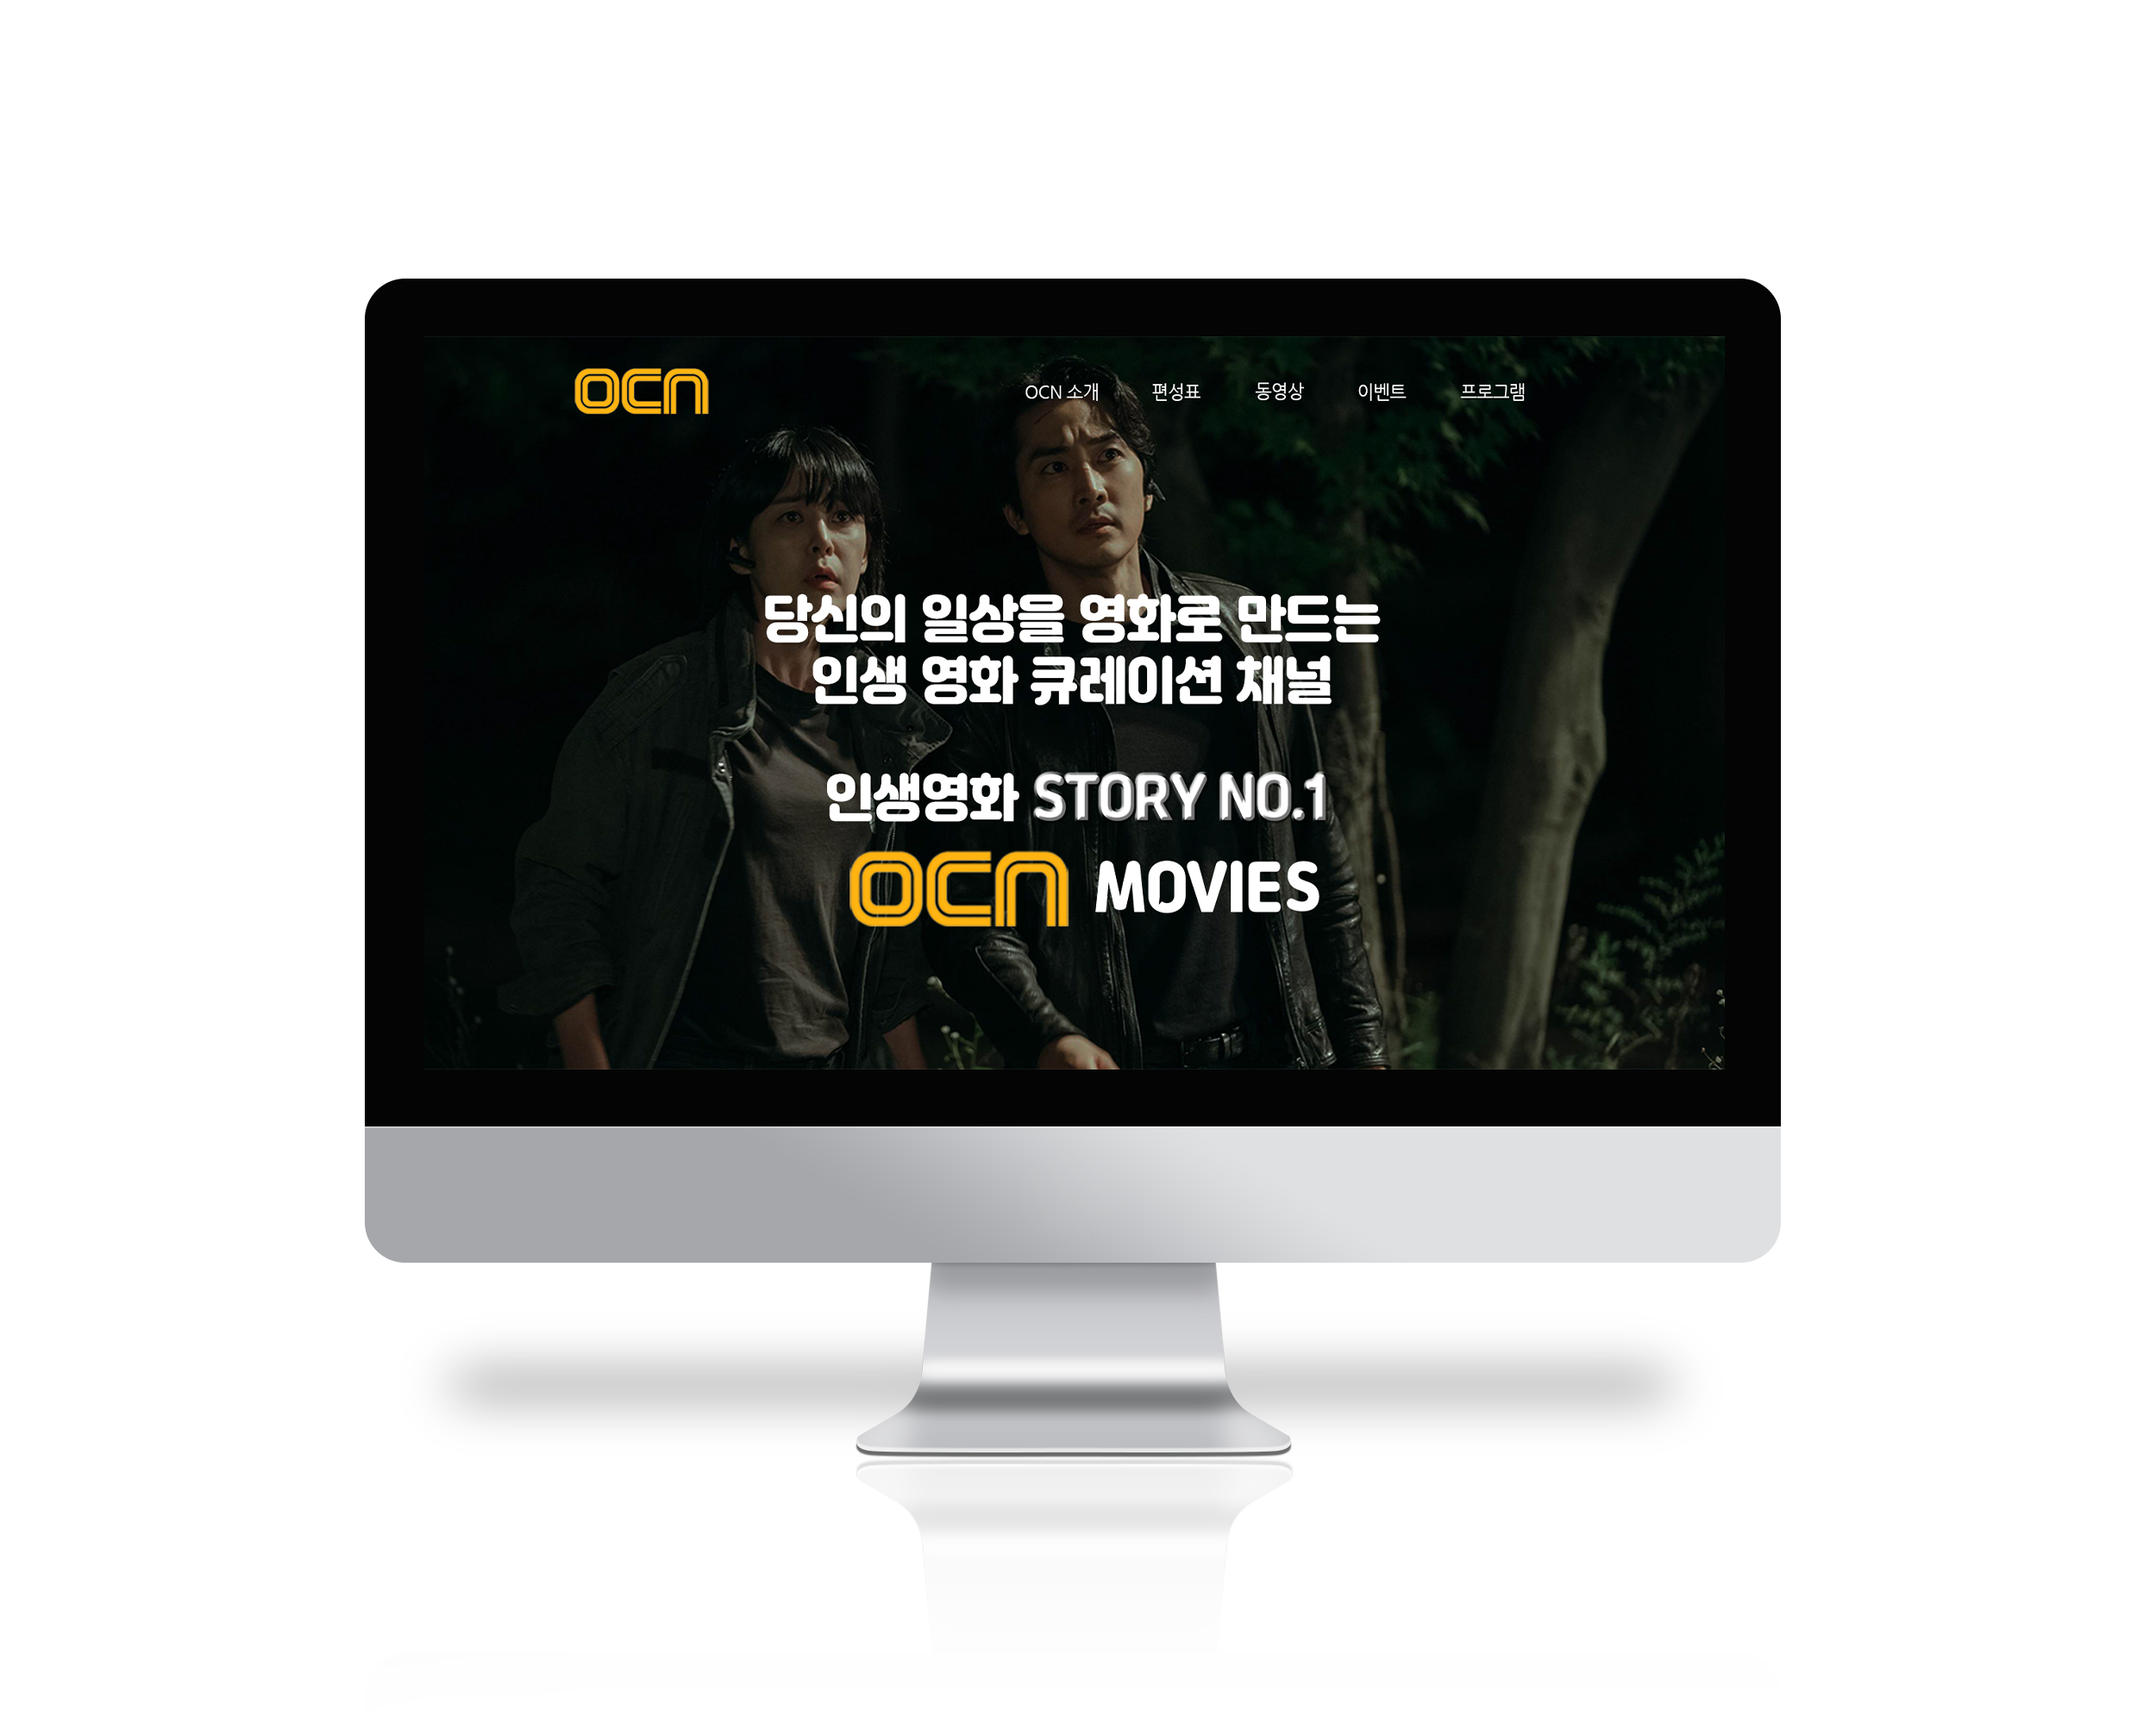 OCN
OCN 소개 편성표 동영상 이벤트 프로그램
당신의 일상을 영화로 만드는
인생 영화 큐레이션 채널
인생영화 STORY NO.1
OCN MOVIES